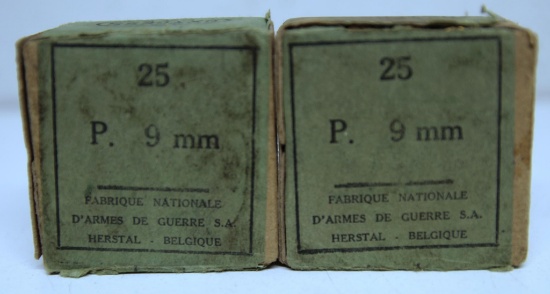 25
P. 9 mm
FABRIQUE NATIONALE
D'ARMES DE GUERRE S.A.
HERSTAL - BELGIQUE
25
P. 9 mm
FABRIQUE NATIONALE
D'ARMES DE GUERRE S.A.
HERSTAL - BELGIQUE